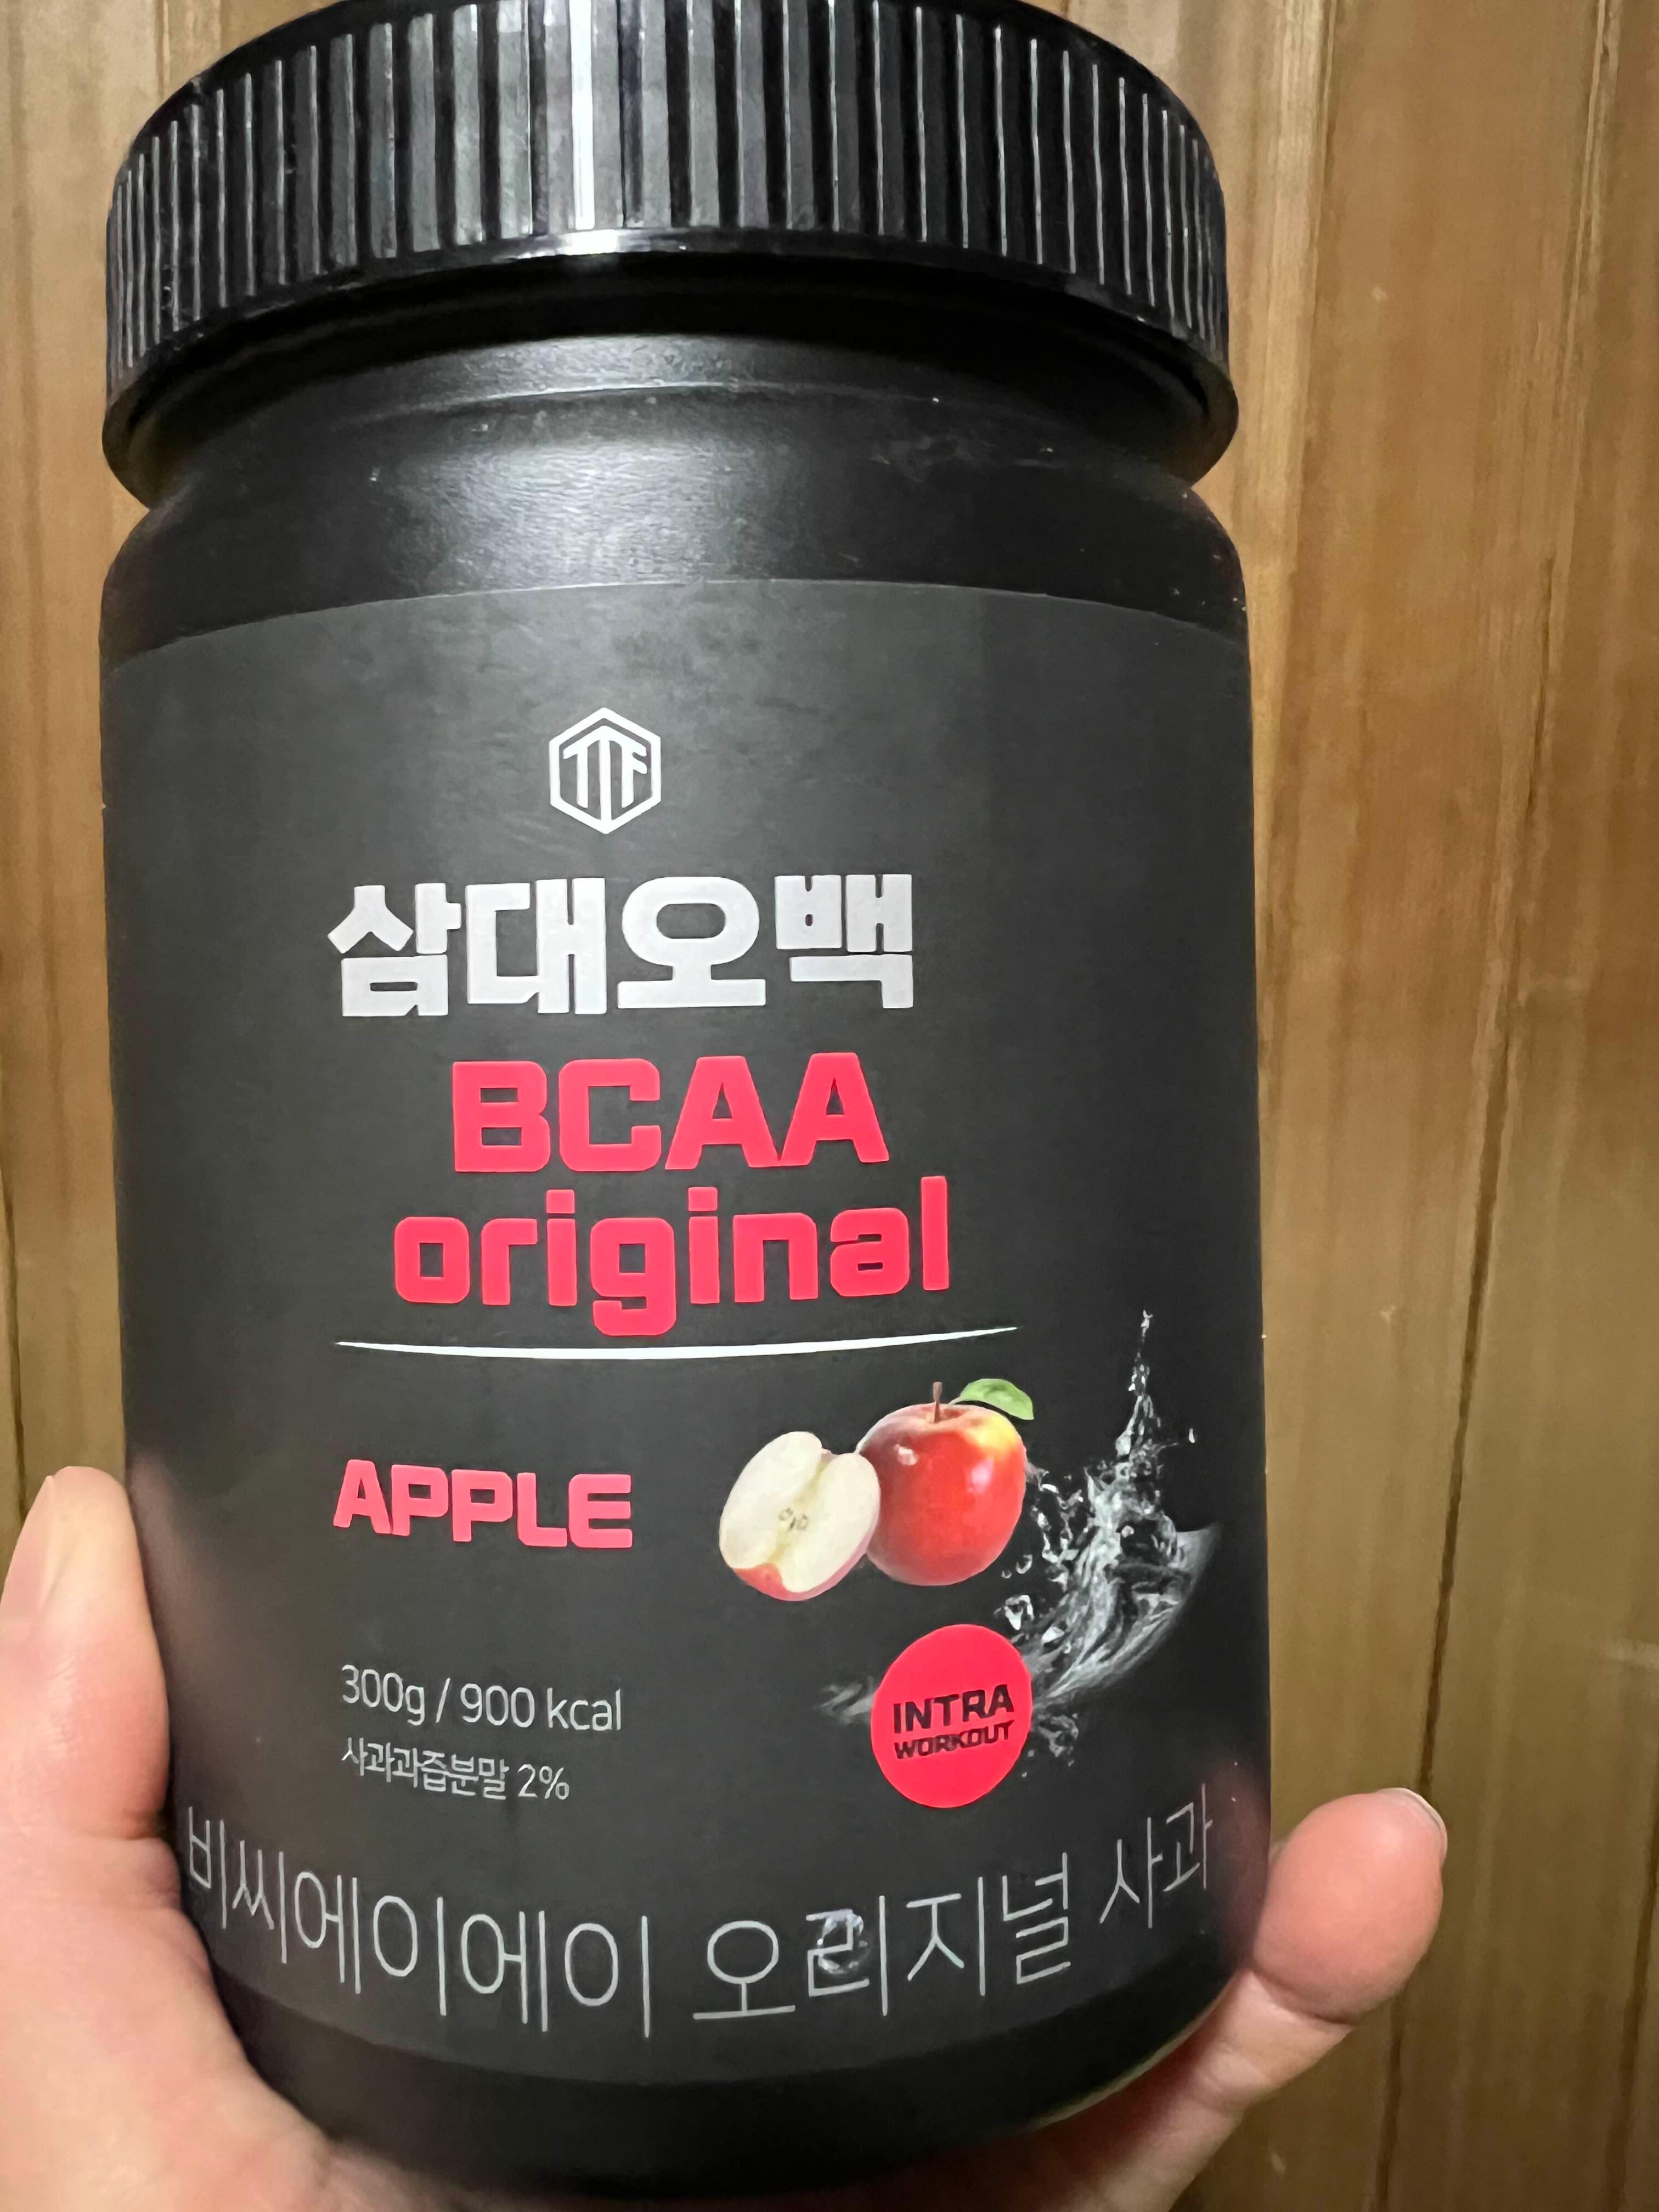 TTF
삼대오백
BCAA
original
APPLE
300g / 900 kcal
사과과즙분말 2%
INTRA
WORKOUT
비씨에이에이 오리지널 사과